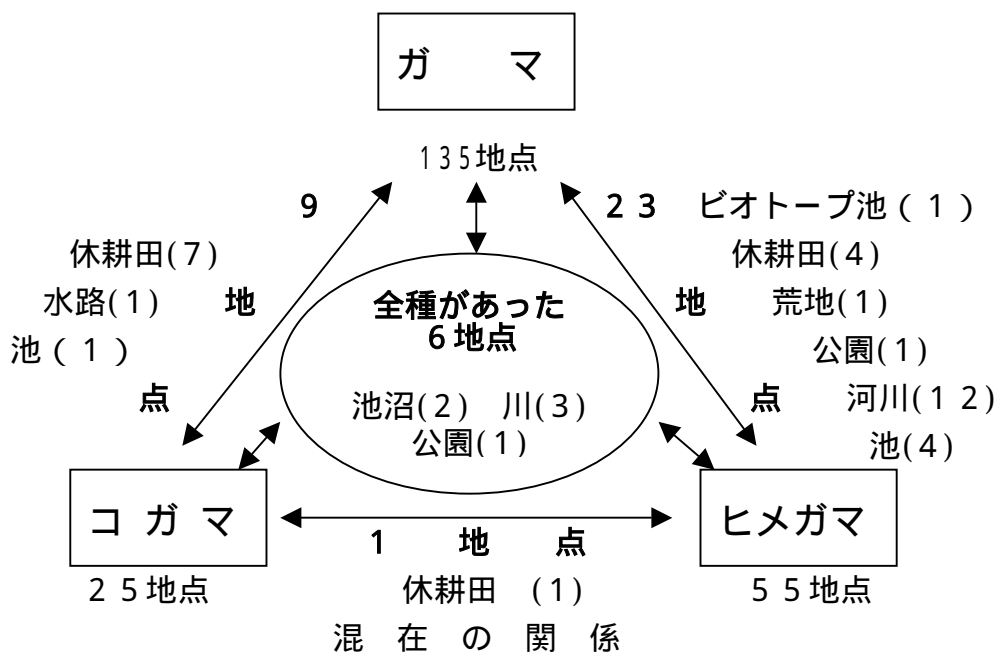 ガ　マ
135地点
9　23　ビオトープ池（1）
休耕田(7)　休耕田(4)
水路(1)　地　全種があった　地　荒地(1)
6地点
池（1）　公園(1)
点　池沼(2)　川(3)　点　河川(12)
公園(1)　池(4)
コ ガ マ　ヒメガマ
1　地　点
25地点　休耕田　(1)　55地点
混　在　の　関　係